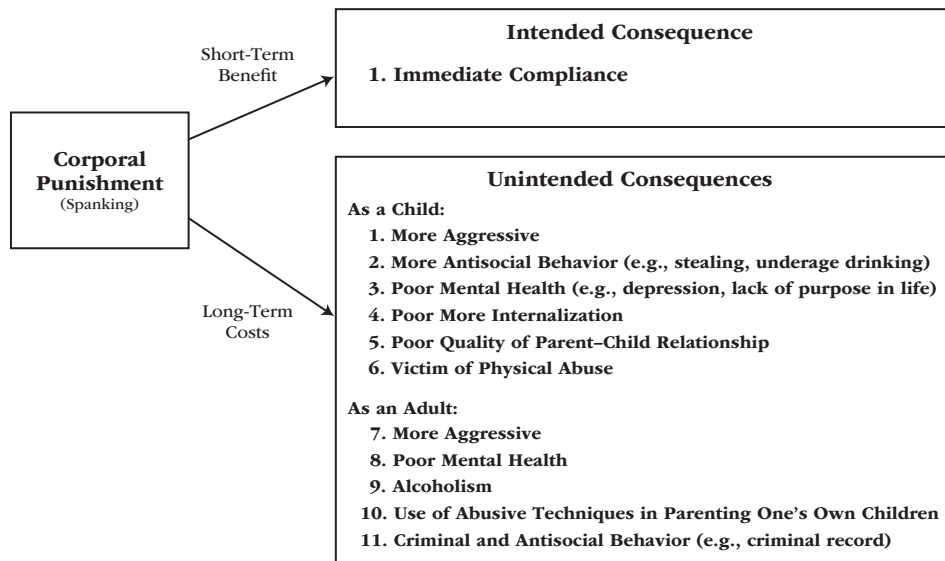 Intended Consequence
1. Immediate Compliance
Short-Term
Benefit
Corporal
Punishment
(Spanking)
Long-Term
Costs
Unintended Consequences
As a Child:
1. More Aggressive
2. More Antisocial Behavior (e.g., stealing, underage drinking)
3. Poor Mental Health (e.g., depression, lack of purpose in life)
4. Poor More Internalization
5. Poor Quality of Parent–Child Relationship
6. Victim of Physical Abuse
As an Adult:
7. More Aggressive
8. Poor Mental Health
9. Alcoholism
10. Use of Abusive Techniques in Parenting One's Own Children
11. Criminal and Antisocial Behavior (e.g., criminal record)